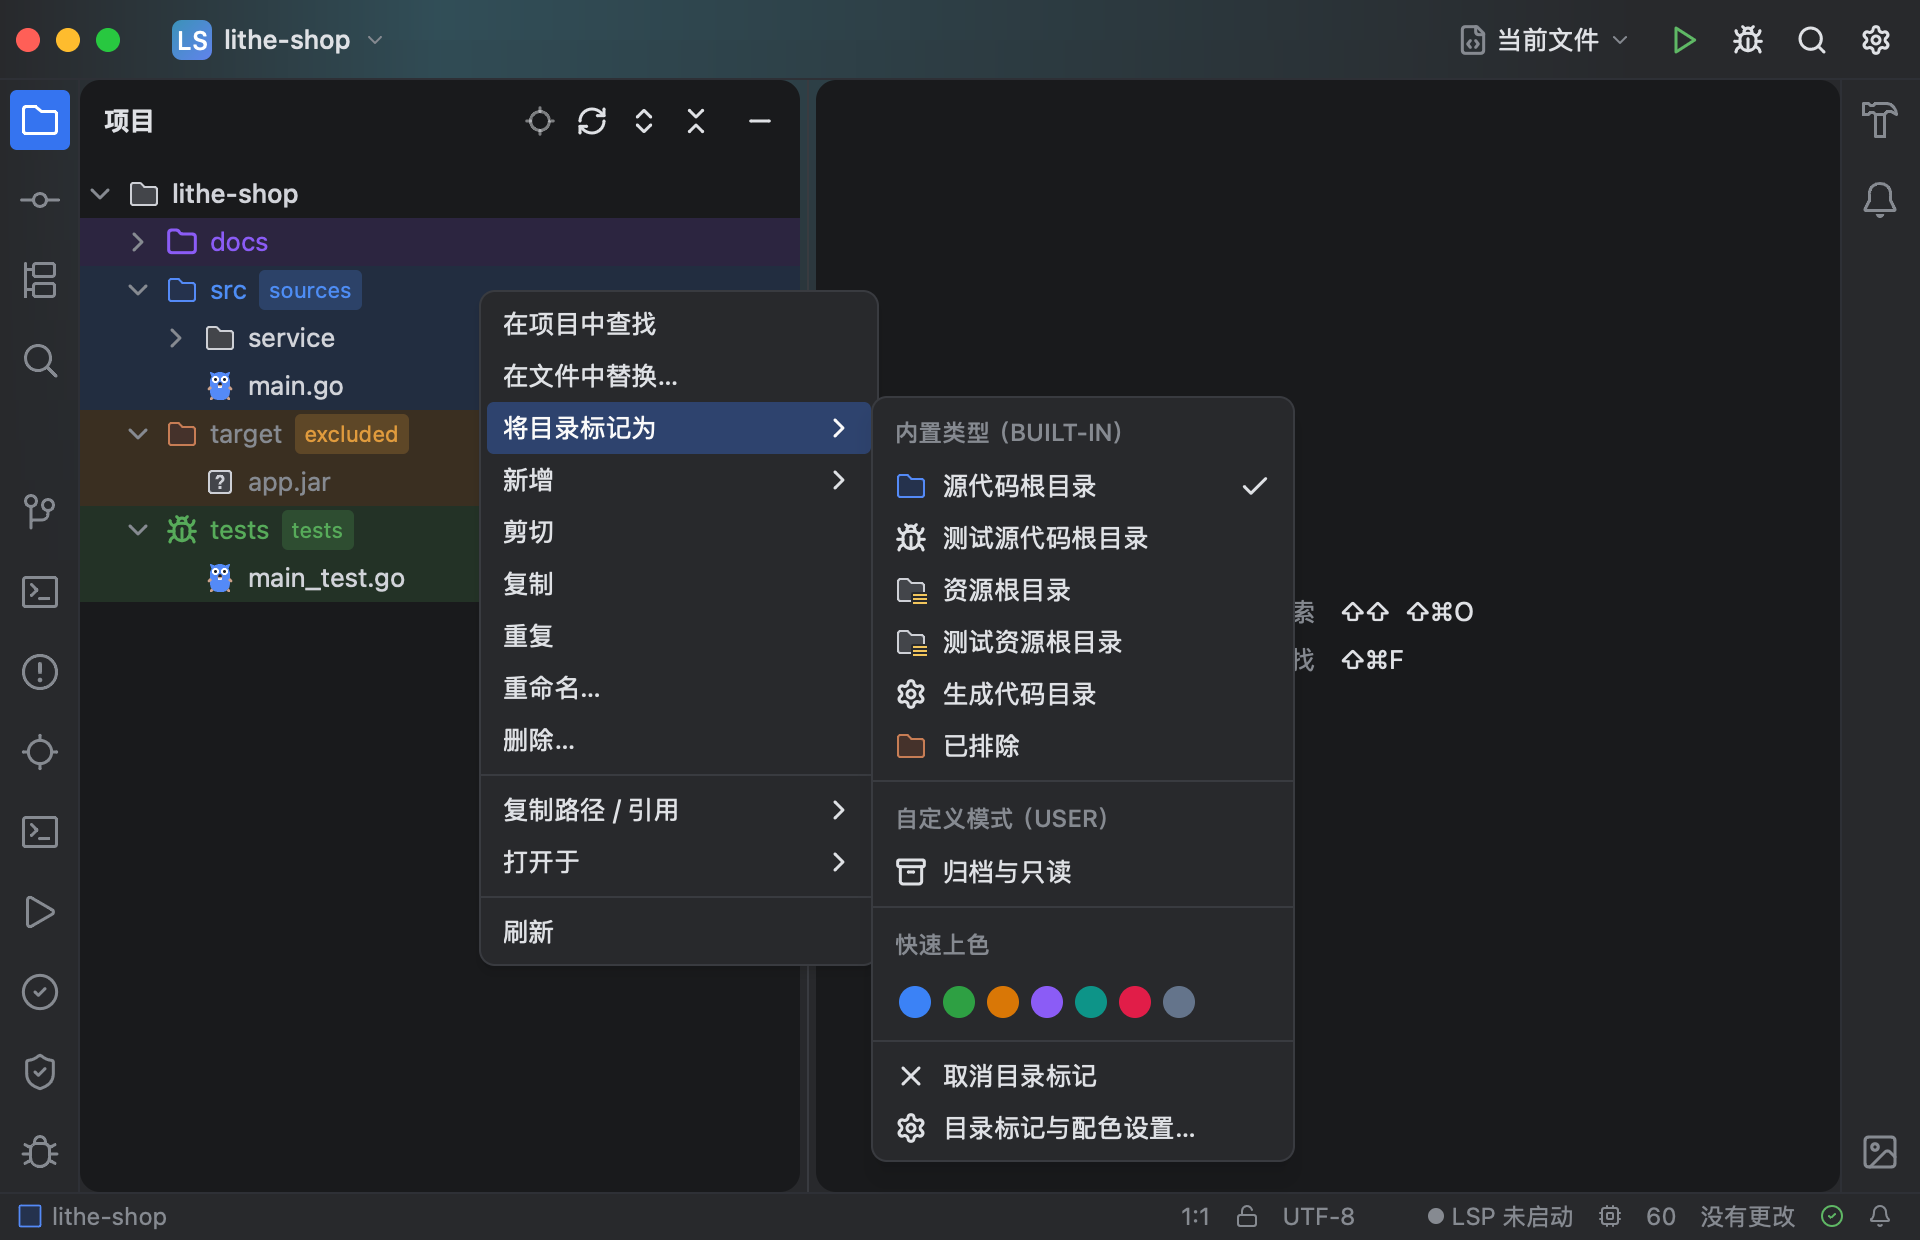 LS lithe-shop
当前文件
项目
lithe-shop
docs
src sources
service
main.go
target excluded
app.jar
tests tests
main_test.go
在项目中查找
在文件中替换...
将目录标记为
新增
剪切
复制
重复
重命名...
删除...
复制路径 / 引用
打开于
刷新
内置类型（BUILT-IN）
源代码根目录
测试源代码根目录
资源根目录
测试资源根目录
生成代码目录
已排除
自定义模式（USER）
归档与只读
快速上色
取消目录标记
目录标记与配色设置...
索 ⇧⇧ ⇧⌘O
找 ⇧⌘F
lithe-shop
1:1 UTF-8 LSP 未启动 60 没有更改